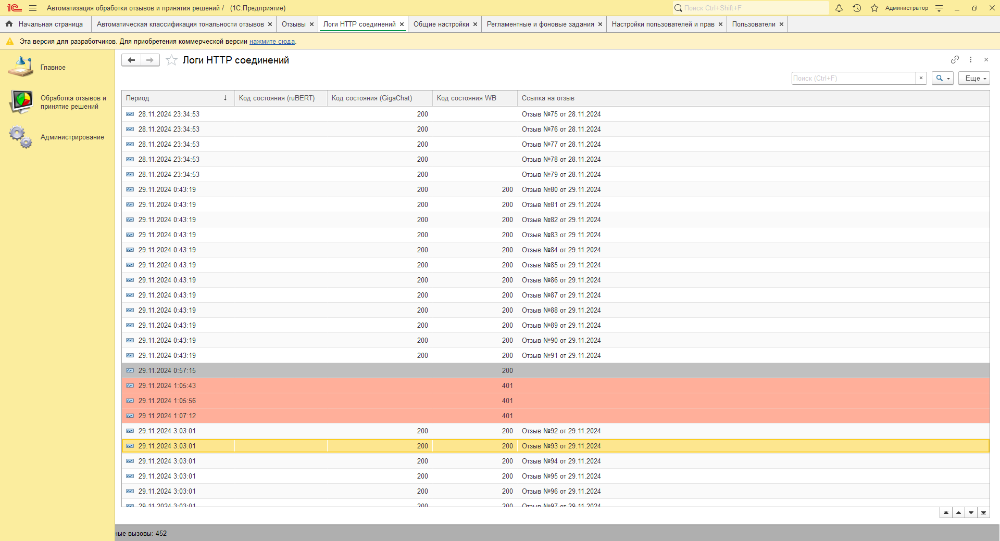 1С Автоматизация обработки отзывов и принятия решений / (1С:Предприятие) Поиск Ctrl+Shift+F Администратор
Начальная страница Автоматическая классификация тональности отзывов × Отзывы × Логи HTTP соединений × Общие настройки × Регламентные и фоновые задания × Настройки пользователей и прав × Пользователи ×
Эта версия для разработчиков. Для приобретения коммерческой версии нажмите сюда.
Главное
Обработка отзывов и
принятие решений
Администрирование
Логи HTTP соединений
Поиск (Ctrl+F) × Еще
Период ↓ Код состояния (ruBERT) Код состояния (GigaChat) Код состояния WB Ссылка на отзыв
28.11.2024 23:34:53 200 Отзыв №75 от 28.11.2024
28.11.2024 23:34:53 200 Отзыв №76 от 28.11.2024
28.11.2024 23:34:53 200 Отзыв №77 от 28.11.2024
28.11.2024 23:34:53 200 Отзыв №78 от 28.11.2024
28.11.2024 23:34:53 200 Отзыв №79 от 28.11.2024
29.11.2024 0:43:19 200 200 Отзыв №80 от 29.11.2024
29.11.2024 0:43:19 200 200 Отзыв №81 от 29.11.2024
29.11.2024 0:43:19 200 200 Отзыв №82 от 29.11.2024
29.11.2024 0:43:19 200 200 Отзыв №83 от 29.11.2024
29.11.2024 0:43:19 200 200 Отзыв №84 от 29.11.2024
29.11.2024 0:43:19 200 200 Отзыв №85 от 29.11.2024
29.11.2024 0:43:19 200 200 Отзыв №86 от 29.11.2024
29.11.2024 0:43:19 200 200 Отзыв №87 от 29.11.2024
29.11.2024 0:43:19 200 200 Отзыв №88 от 29.11.2024
29.11.2024 0:43:19 200 200 Отзыв №89 от 29.11.2024
29.11.2024 0:43:19 200 200 Отзыв №90 от 29.11.2024
29.11.2024 0:43:19 200 200 Отзыв №91 от 29.11.2024
29.11.2024 0:57:15 200
29.11.2024 1:05:43 401
29.11.2024 1:05:56 401
29.11.2024 1:07:12 401
29.11.2024 3:03:01 200 200 Отзыв №92 от 29.11.2024
29.11.2024 3:03:01 200 200 Отзыв №93 от 29.11.2024
29.11.2024 3:03:01 200 200 Отзыв №94 от 29.11.2024
29.11.2024 3:03:01 200 200 Отзыв №95 от 29.11.2024
29.11.2024 3:03:01 200 200 Отзыв №96 от 29.11.2024
29.11.2024 3:03:01 200 200 Отзыв №97 от 29.11.2024
ные вызовы: 452